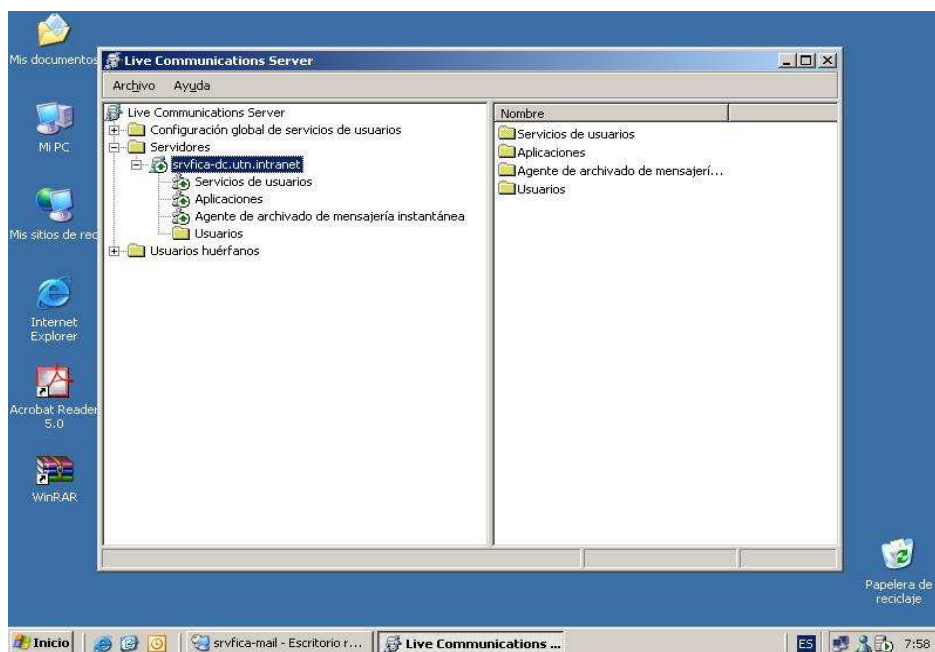 Mis documentos
Mi PC
Mis sitios de red
Internet
Explorer
Acrobat Reader
5.0
WinRAR
Live Communications Server
Archivo Ayuda
Live Communications Server
Configuración global de servicios de usuarios
Servidores
srvfica-dc.utn.intranet
Servicios de usuarios
Aplicaciones
Agente de archivado de mensajería instantánea
Usuarios
Usuarios huérfanos
Nombre
Servicios de usuarios
Aplicaciones
Agente de archivado de mensajerí...
Usuarios
Papelera de
reciclaje
Inicio srvfica-mail - Escritorio r... Live Communications ... ES 7:58